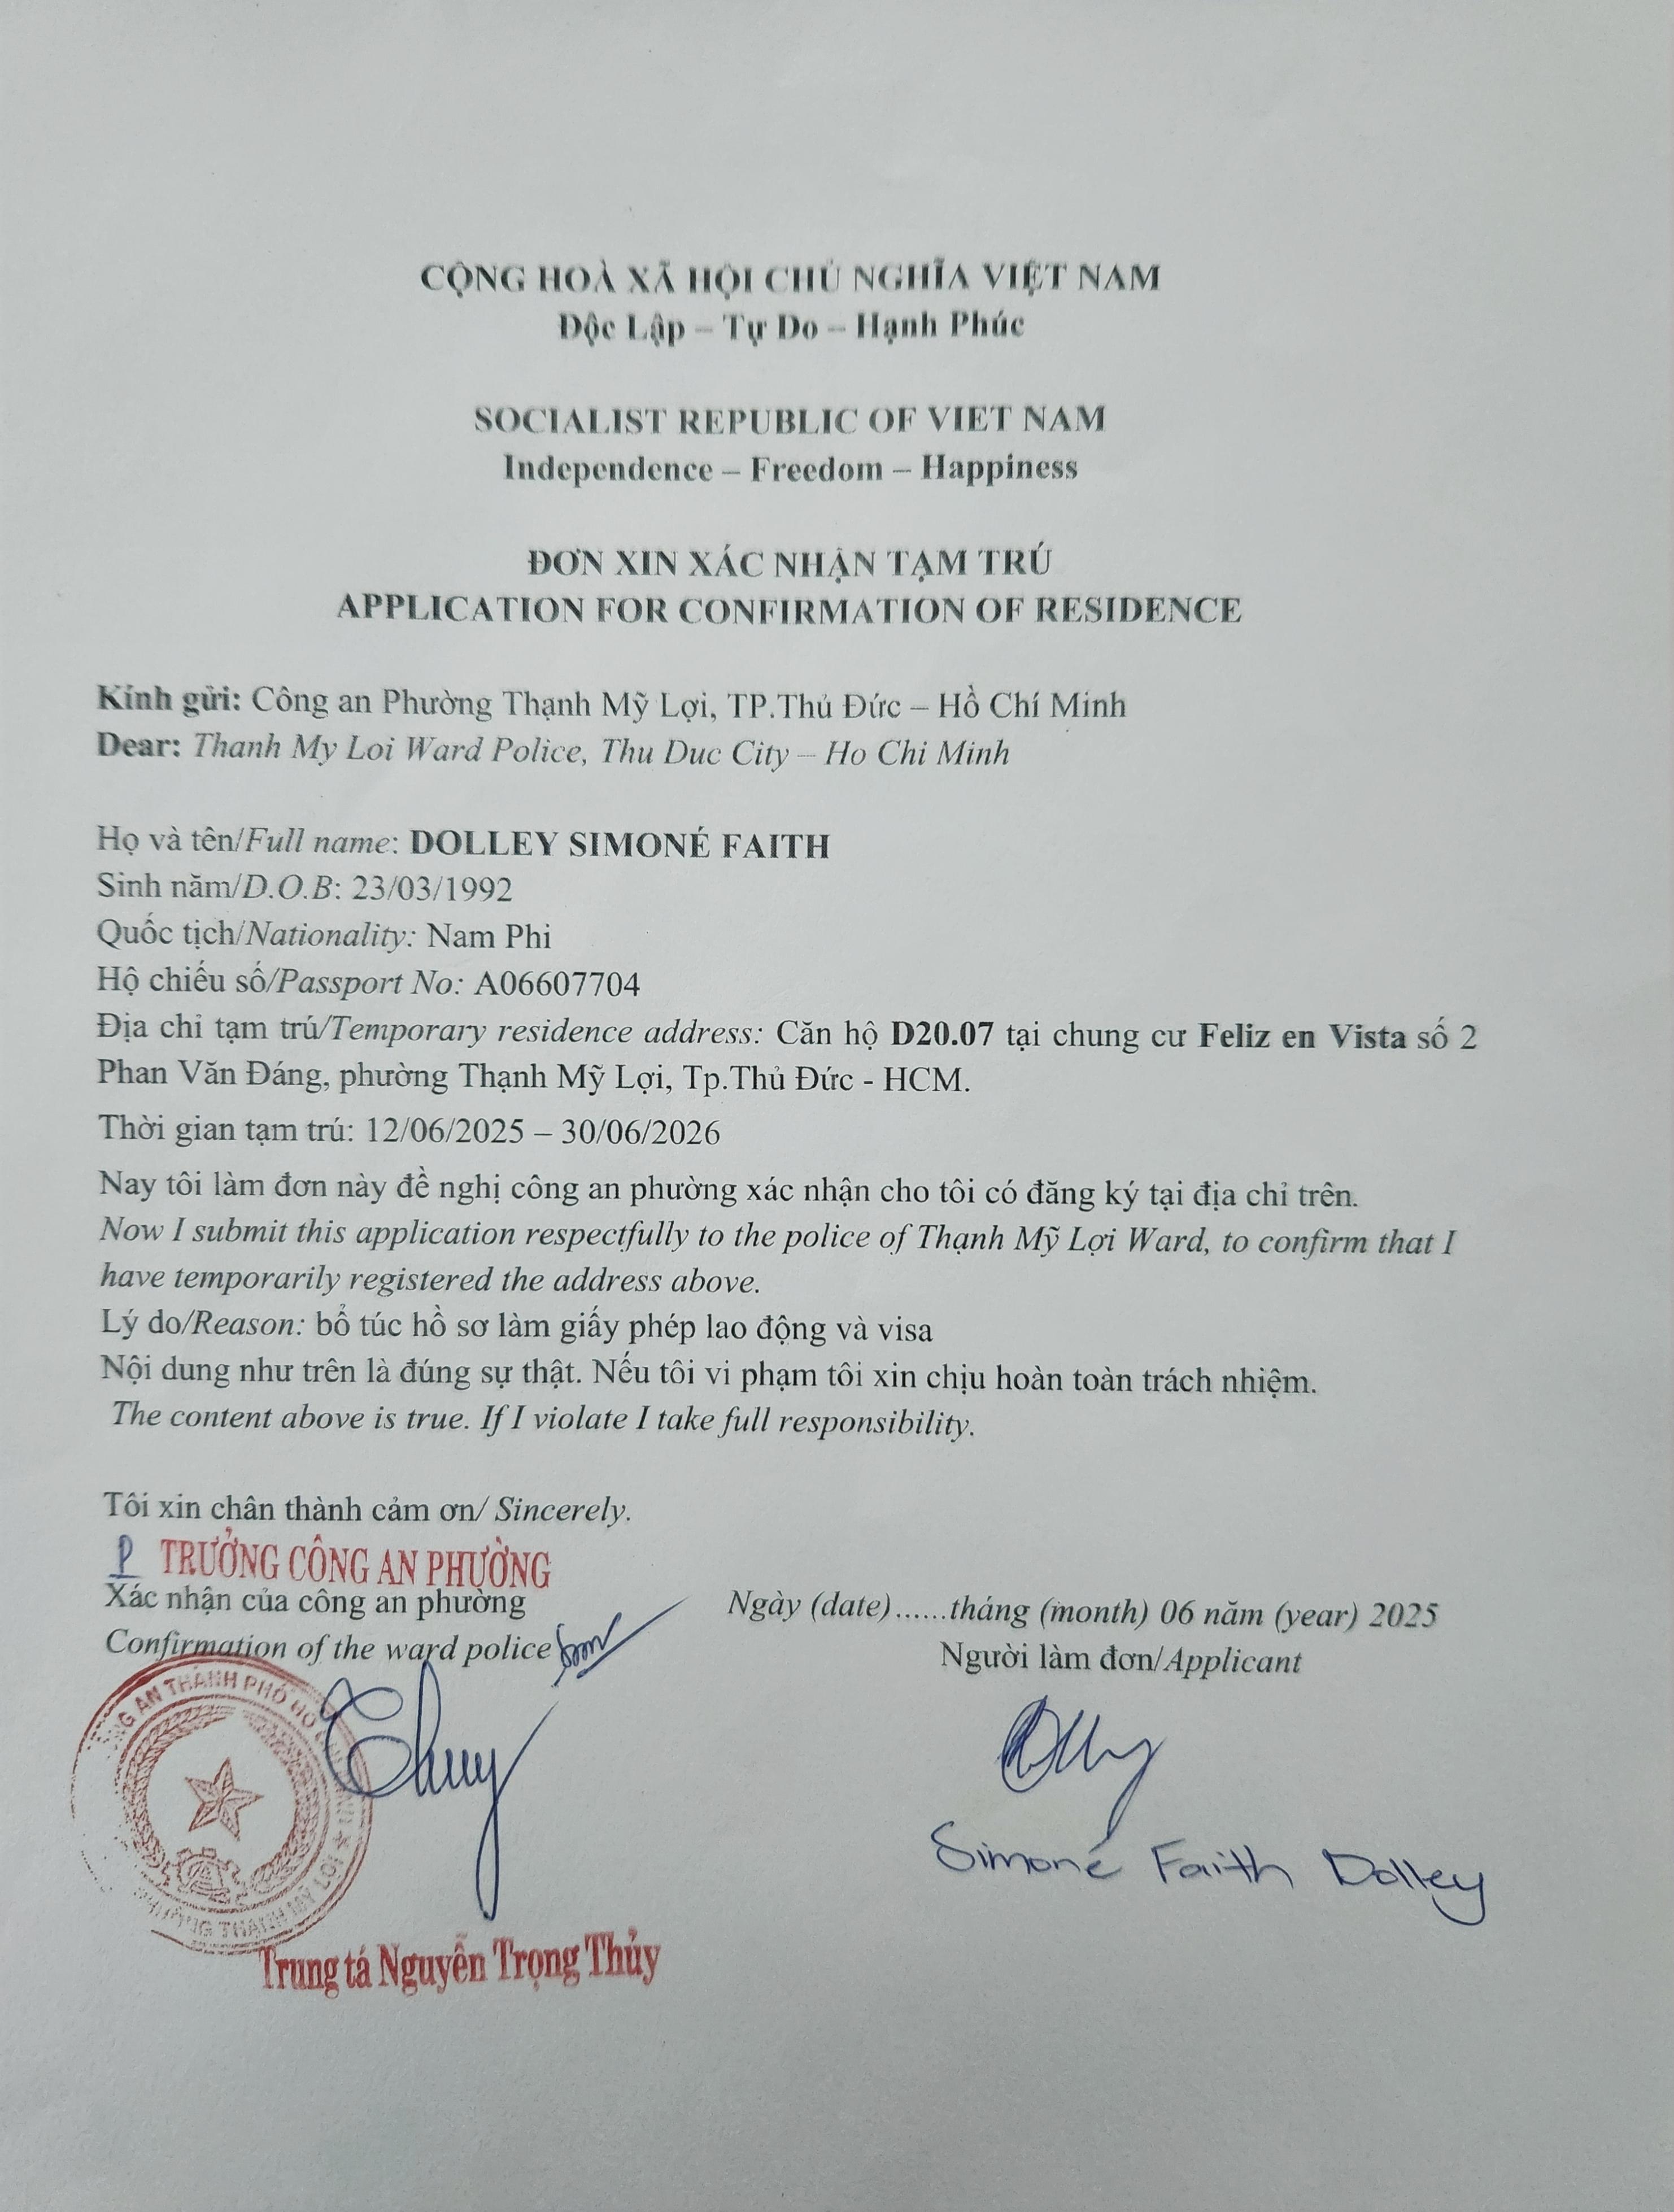 CỘNG HOÀ XÃ HỘI CHỦ NGHĨA VIỆT NAM
Độc Lập – Tự Do – Hạnh Phúc
SOCIALIST REPUBLIC OF VIET NAM
Independence – Freedom – Happiness
ĐƠN XIN XÁC NHẬN TẠM TRÚ
APPLICATION FOR CONFIRMATION OF RESIDENCE
Kính gửi: Công an Phường Thạnh Mỹ Lợi, TP.Thủ Đức – Hồ Chí Minh
Dear: Thanh My Loi Ward Police, Thu Duc City – Ho Chi Minh
Họ và tên/Full name: DOLLEY SIMONÉ FAITH
Sinh năm/D.O.B: 23/03/1992
Quốc tịch/Nationality: Nam Phi
Hộ chiếu số/Passport No: A06607704
Địa chỉ tạm trú/Temporary residence address: Căn hộ D20.07 tại chung cư Feliz en Vista số 2
Phan Văn Đáng, phường Thạnh Mỹ Lợi, Tp.Thủ Đức - HCM.
Thời gian tạm trú: 12/06/2025 – 30/06/2026
Nay tôi làm đơn này đề nghị công an phường xác nhận cho tôi có đăng ký tại địa chỉ trên.
Now I submit this application respectfully to the police of Thạnh Mỹ Lợi Ward, to confirm that I
have temporarily registered the address above.
Lý do/Reason: bổ túc hồ sơ làm giấy phép lao động và visa
Nội dung như trên là đúng sự thật. Nếu tôi vi phạm tôi xin chịu hoàn toàn trách nhiệm.
The content above is true. If I violate I take full responsibility.
Tôi xin chân thành cảm ơn/ Sincerely.
P TRƯỞNG CÔNG AN PHƯỜNG
Xác nhận của công an phường
Confirmation of the ward police
Ngày (date)......tháng (month) 06 năm (year) 2025
Người làm đơn/Applicant
AN THÀNH PHỐ HỒ
PHƯỜNG THẠNH MỸ LỢI
Thuy
Simoné Faith Dolley
Trung tá Nguyễn Trọng Thủy